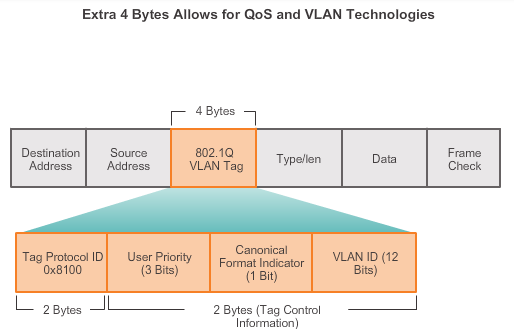 Extra 4 Bytes Allows for QoS and VLAN Technologies
4 Bytes
Destination
Address
Source
Address
802.1Q
VLAN Tag
Type/len
Data
Frame
Check
Tag Protocol ID
0x8100
User Priority
(3 Bits)
Canonical
Format Indicator
(1 Bit)
VLAN ID (12
Bits)
2 Bytes
2 Bytes (Tag Control
Information)